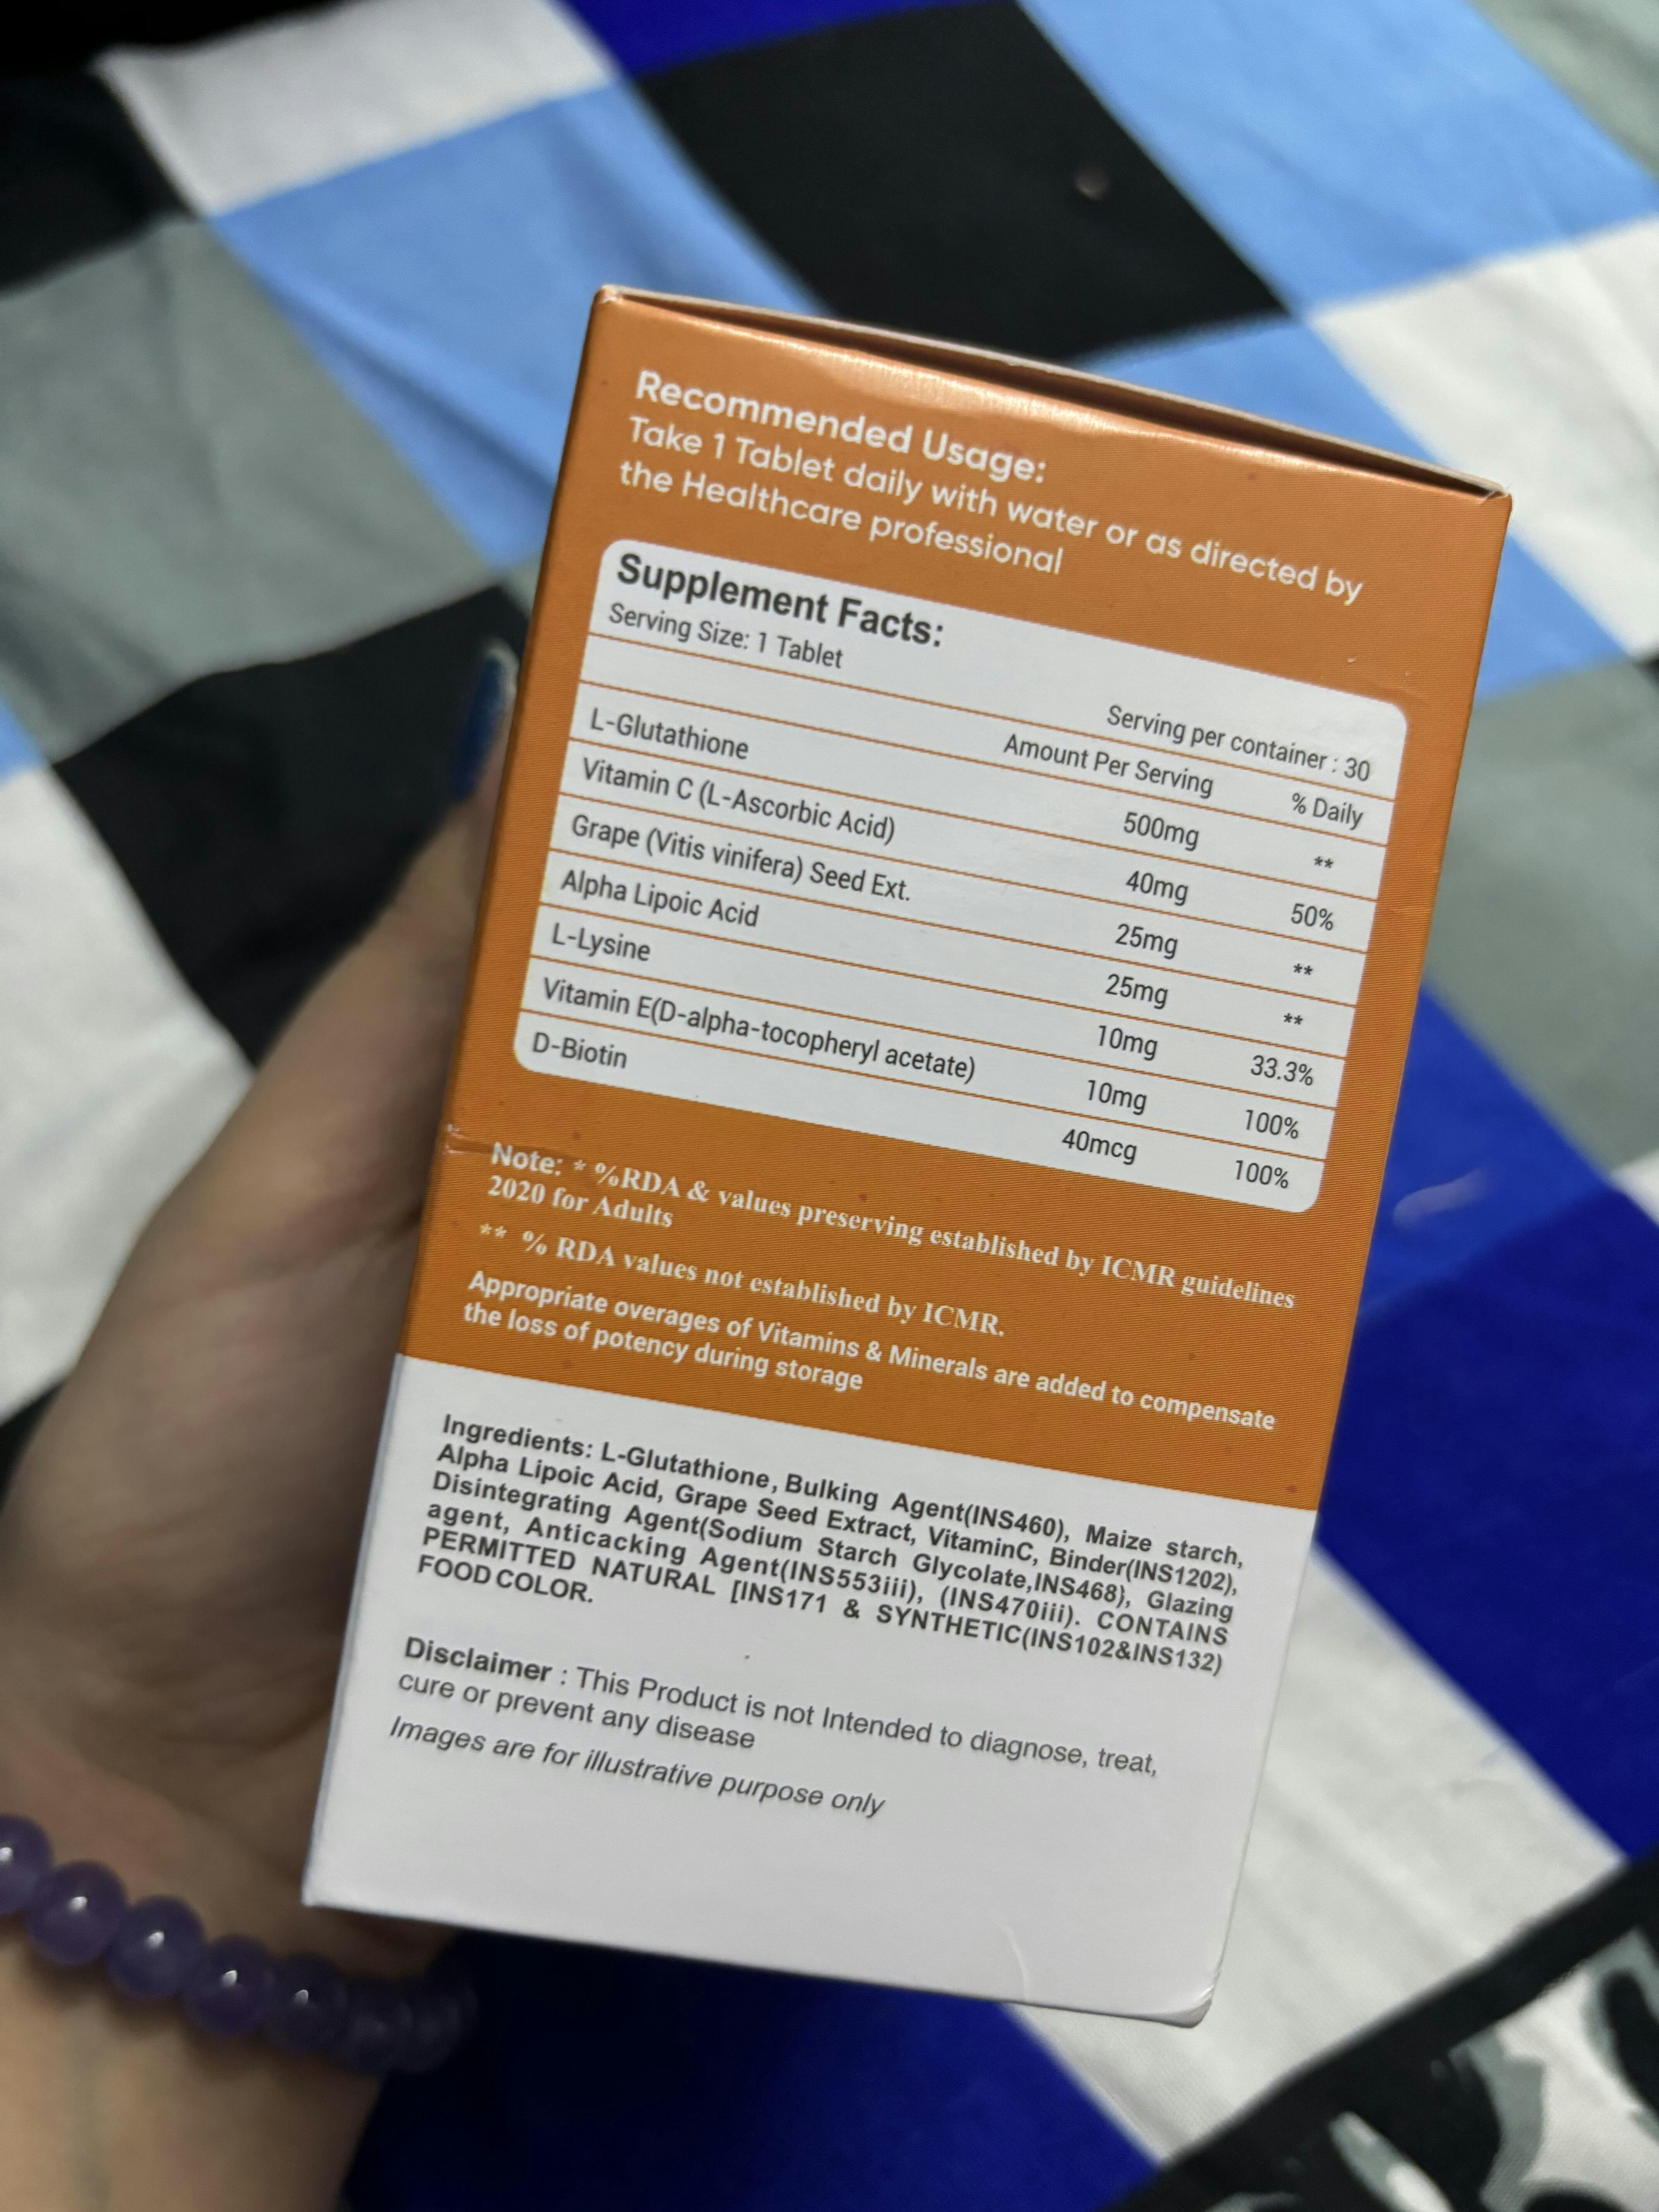 Recommended Usage:
Take 1 Tablet daily with water or as directed by
the Healthcare professional
Supplement Facts:
Serving Size: 1 Tablet
Serving per container : 30
Amount Per Serving % Daily
L-Glutathione 500mg **
Vitamin C (L-Ascorbic Acid) 40mg 50%
Grape (Vitis vinifera) Seed Ext. 25mg **
Alpha Lipoic Acid 25mg **
L-Lysine 10mg 33.3%
Vitamin E(D-alpha-tocopheryl acetate) 10mg 100%
D-Biotin 40mcg 100%
Note: * %RDA & values preserving established by ICMR guidelines
2020 for Adults
** % RDA values not established by ICMR.
Appropriate overages of Vitamins & Minerals are added to compensate
the loss of potency during storage
Ingredients: L-Glutathione, Bulking Agent(INS460), Maize starch,
Alpha Lipoic Acid, Grape Seed Extract, VitaminC, Binder(INS1202),
Disintegrating Agent(Sodium Starch Glycolate,INS468}, Glazing
agent, Anticacking Agent(INS553iii), (INS470iii). CONTAINS
PERMITTED NATURAL [INS171 & SYNTHETIC(INS102&INS132)
FOOD COLOR.
Disclaimer : This Product is not Intended to diagnose, treat,
cure or prevent any disease
Images are for illustrative purpose only